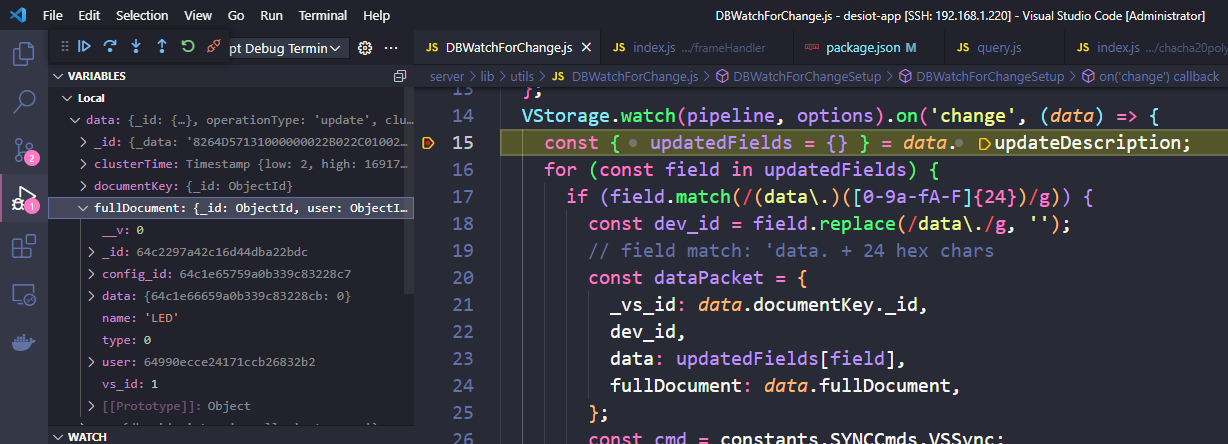 File Edit Selection View Go Run Terminal Help DBWatchForChange.js - desiot-app [SSH: 192.168.1.220] - Visual Studio Code [Administrator]
pt Debug Termin ···
JS DBWatchForChange.js × JS index.js .../frameHandler package.json M JS query.js JS index.js .../chacha20poly
VARIABLES
Local
data: {_id: {…}, operationType: 'update', clu…
_id: {_data: '8264D57131000000022B022C01002…
clusterTime: Timestamp {low: 2, high: 16917…
documentKey: {_id: ObjectId}
fullDocument: {_id: ObjectId, user: ObjectI…
__v: 0
_id: 64c2297a42c16d44dba22bdc
config_id: 64c1e65759a0b339c83228c7
data: {64c1e66659a0b339c83228cb: 0}
name: 'LED'
type: 0
user: 64990ecce24171ccb26832b2
vs_id: 1
[[Prototype]]: Object
WATCH
2
1
server > lib > utils > JS DBWatchForChange.js > DBWatchForChangeSetup > DBWatchForChangeSetup > on('change') callback
13 };
14 VStorage.watch(pipeline, options).on('change', (data) => {
15 const { updatedFields = {} } = data. updateDescription;
16 for (const field in updatedFields) {
17 if (field.match(/(data\.)([0-9a-fA-F]{24})/g)) {
18 const dev_id = field.replace(/data\./g, '');
19 // field match: 'data. + 24 hex chars
20 const dataPacket = {
21 _vs_id: data.documentKey._id,
22 dev_id,
23 data: updatedFields[field],
24 fullDocument: data.fullDocument,
25 };
26 const cmd = constants.SYNCCmds.VSSync;